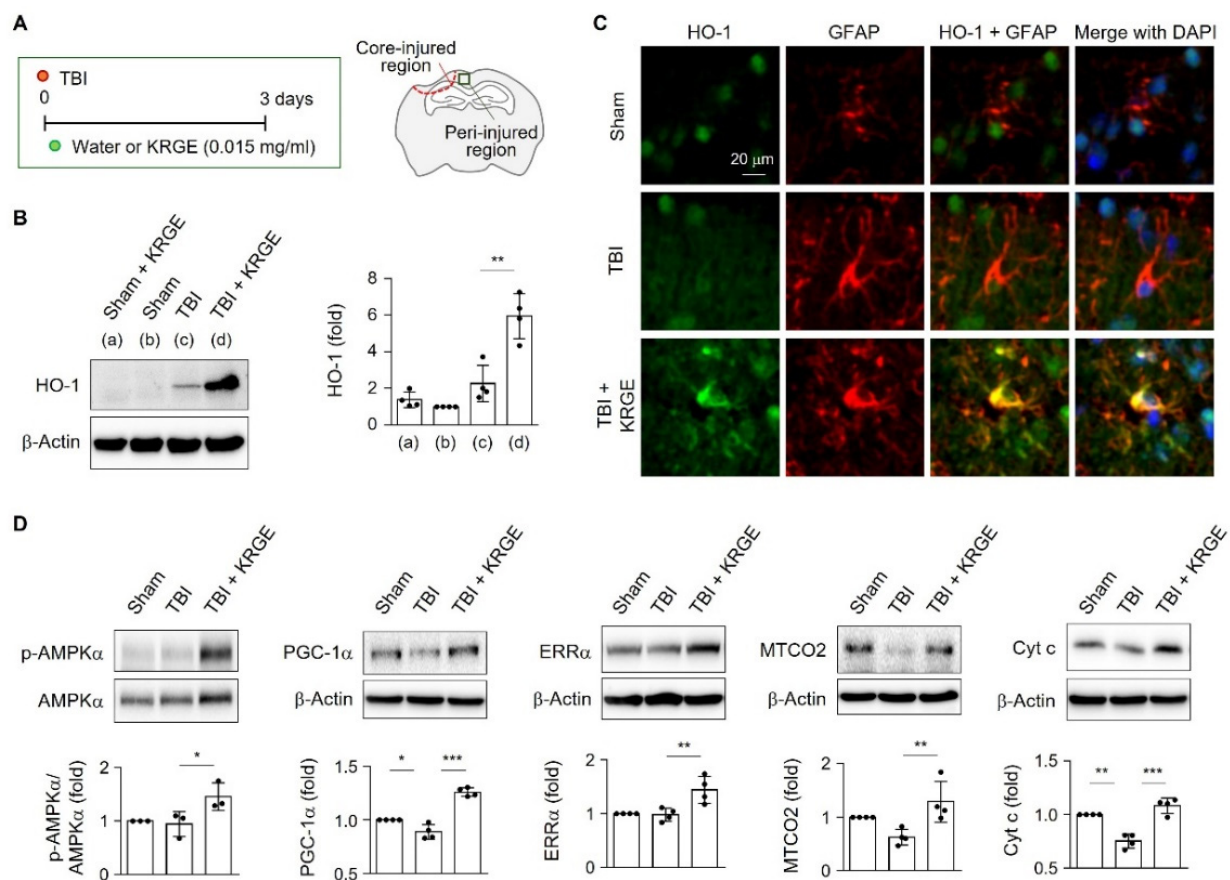 A
TBI
0
3 days
Water or KRGE (0.015 mg/ml)
Core-injured
region
Peri-injured
region
B
Sham + KRGE
Sham
TBI
TBI + KRGE
(a) (b) (c) (d)
HO-1
β-Actin
**
HO-1 (fold)
8
6
4
2
0
(a) (b) (c) (d)
C
HO-1 GFAP HO-1 + GFAP Merge with DAPI
Sham
20 μm
TBI
TBI +
KRGE
D
Sham
TBI
TBI + KRGE
p-AMPKα
AMPKα
*
p-AMPKα/
AMPKα (fold)
2
1
0
Sham
TBI
TBI + KRGE
PGC-1α
β-Actin
* ***
PGC-1α (fold)
1.5
1.0
0.5
Sham
TBI
TBI + KRGE
ERRα
β-Actin
**
ERRα (fold)
2
1
0
Sham
TBI
TBI + KRGE
MTCO2
β-Actin
**
MTCO2 (fold)
2
1
0
Sham
TBI
TBI + KRGE
Cyt c
β-Actin
** ***
Cyt c (fold)
1.5
1.0
0.5